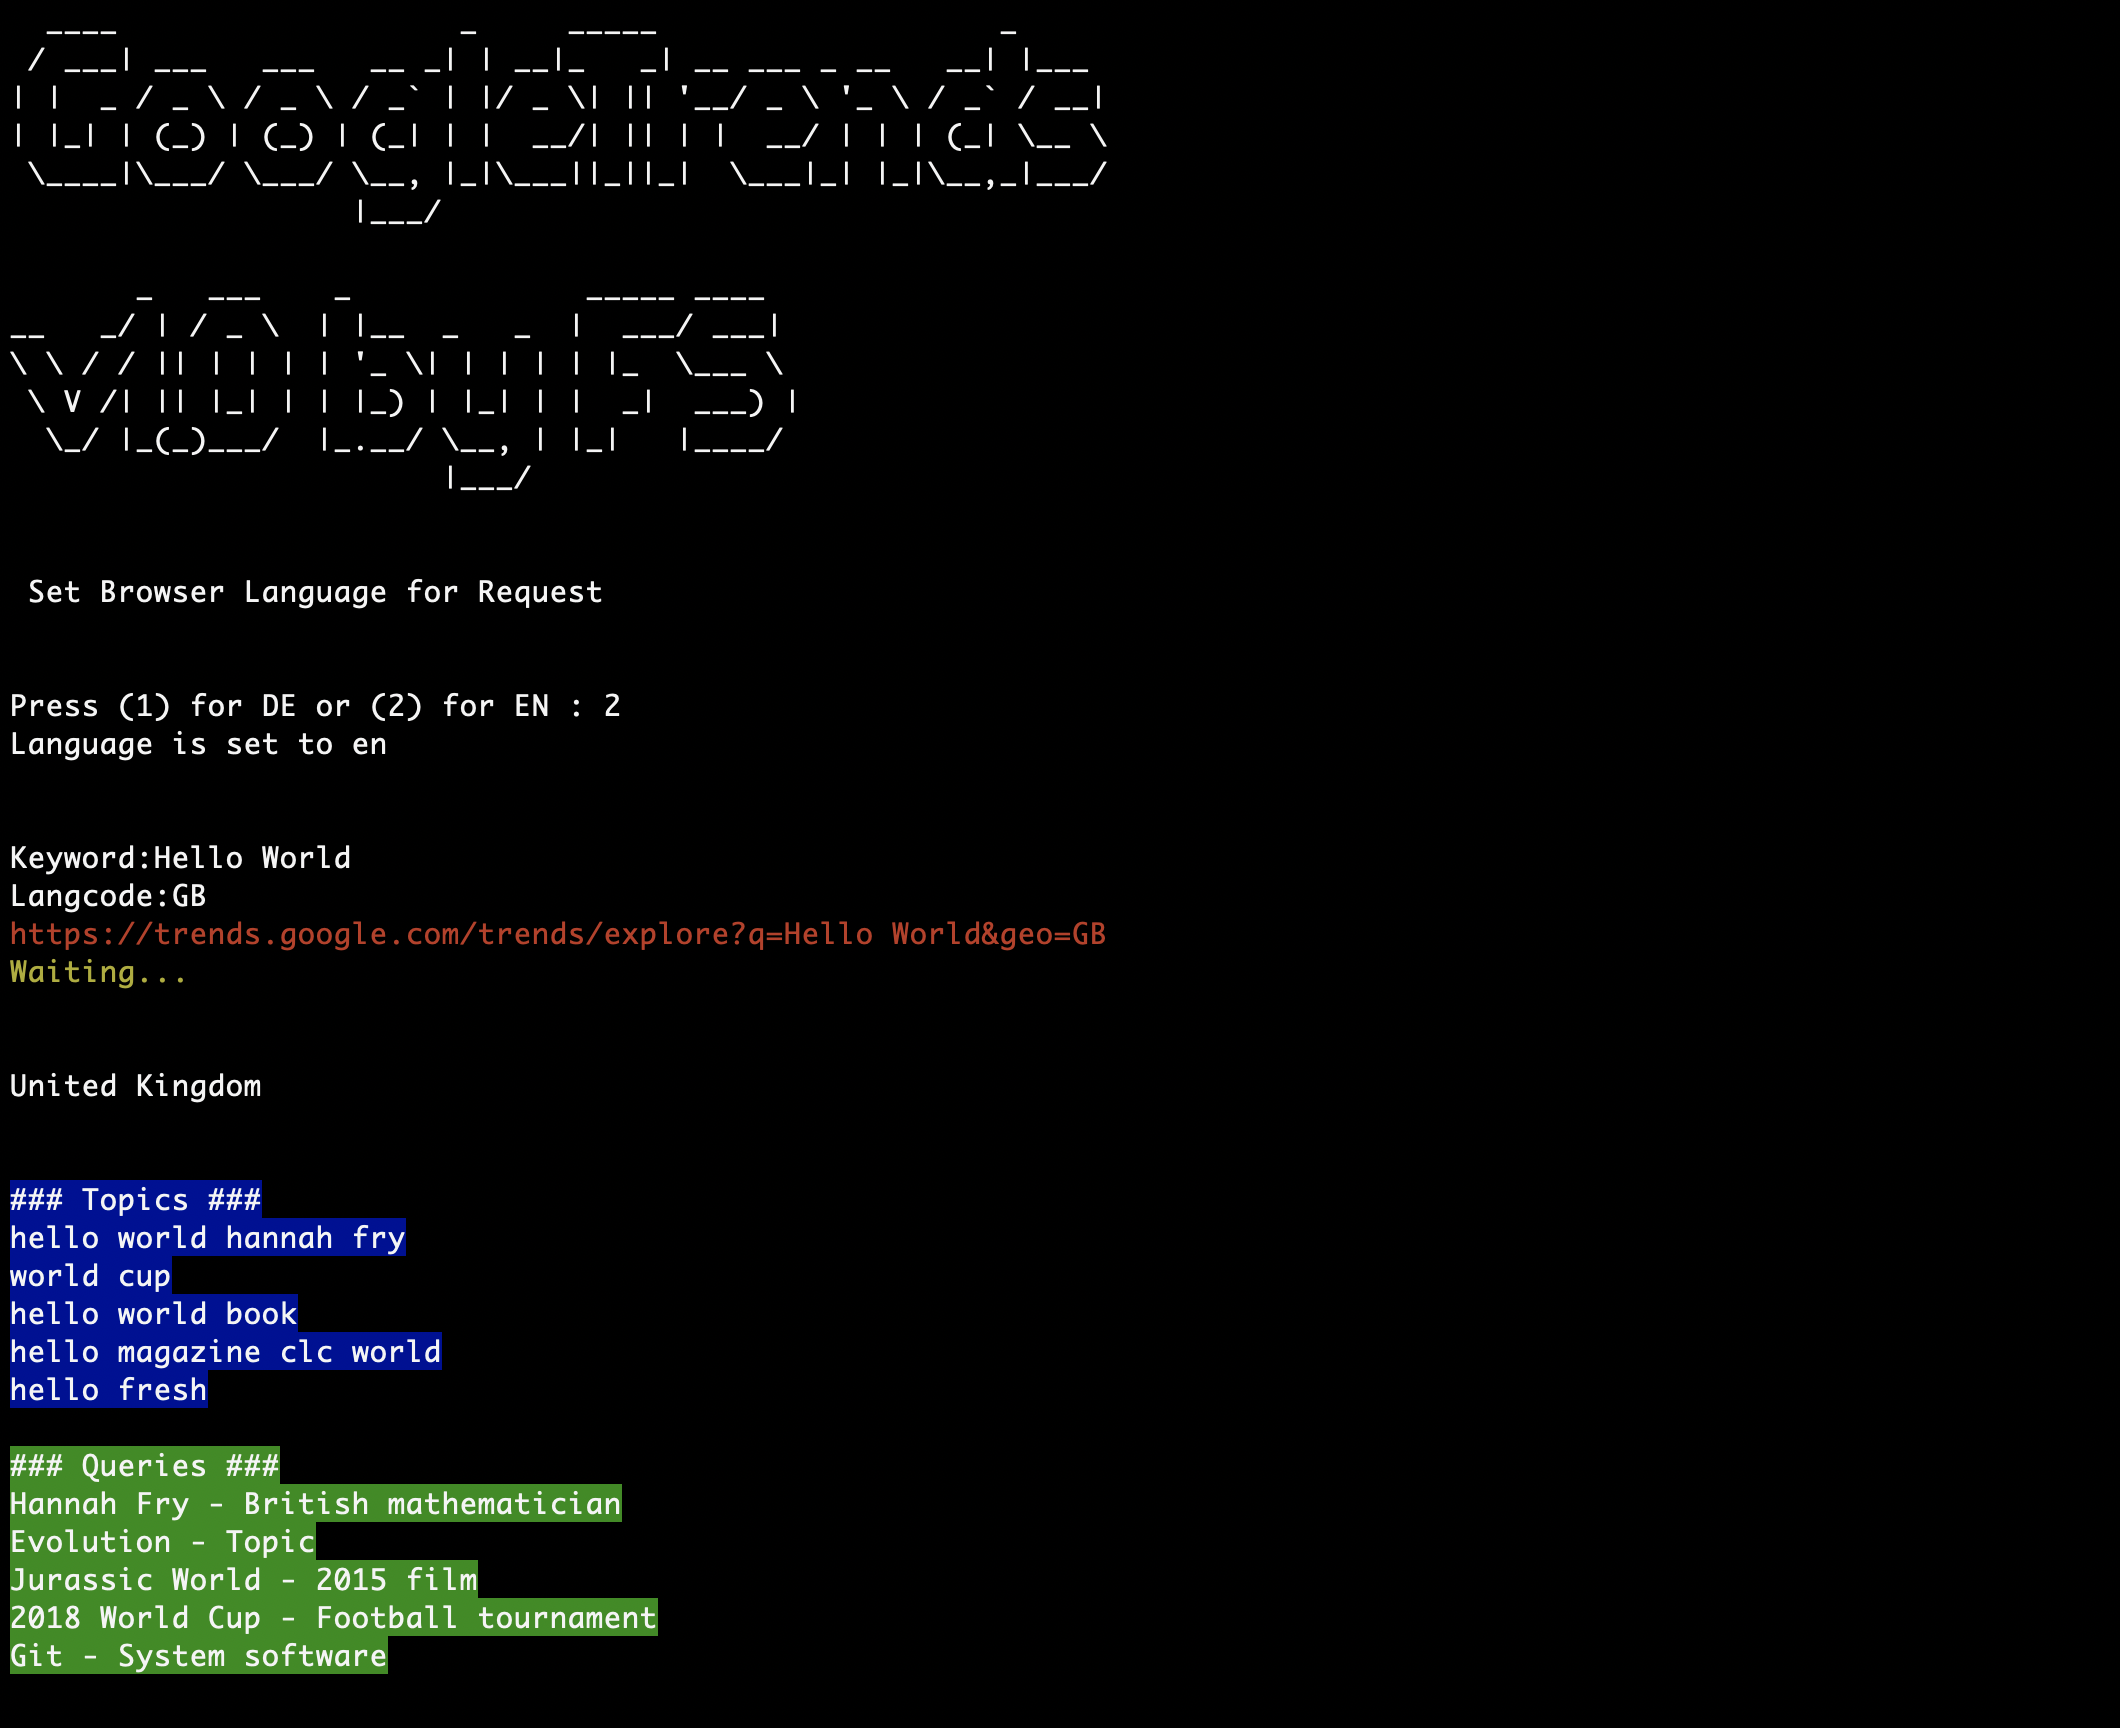 GoogleTrends
v1.0 by FS
Set Browser Language for Request
Press (1) for DE or (2) for EN : 2
Language is set to en
Keyword:Hello World
Langcode:GB
https://trends.google.com/trends/explore?q=Hello World&geo=GB
Waiting...
United Kingdom
### Topics ###
hello world hannah fry
world cup
hello world book
hello magazine clc world
hello fresh
### Queries ###
Hannah Fry - British mathematician
Evolution - Topic
Jurassic World - 2015 film
2018 World Cup - Football tournament
Git - System software